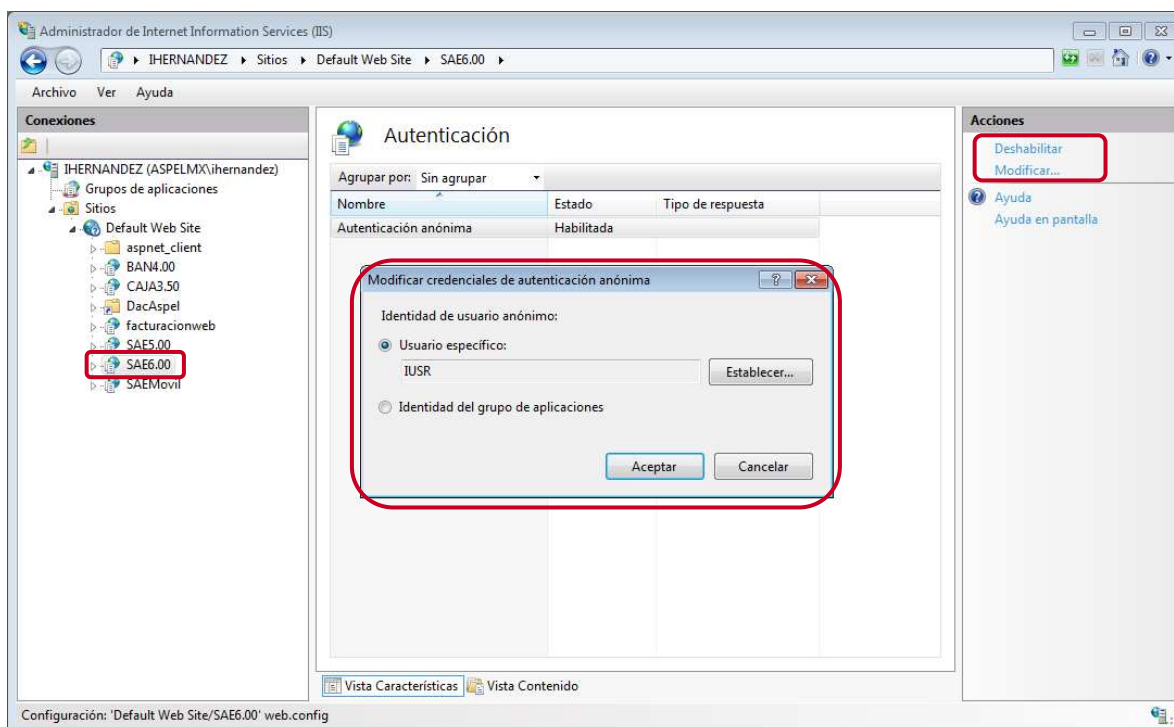 Administrador de Internet Information Services (IIS)
IHERNANDEZ Sitios Default Web Site SAE6.00
Archivo Ver Ayuda
Conexiones
IHERNANDEZ (ASPELMX\ihernandez)
Grupos de aplicaciones
Sitios
Default Web Site
aspnet_client
BAN4.00
CAJA3.50
DacAspel
facturacionweb
SAE5.00
SAE6.00
SAEMovil
Autenticación
Agrupar por: Sin agrupar
Nombre Estado Tipo de respuesta
Autenticación anónima Habilitada
Modificar credenciales de autenticación anónima
Identidad de usuario anónimo:
Usuario específico:
IUSR Establecer...
Identidad del grupo de aplicaciones
Aceptar Cancelar
Vista Características Vista Contenido
Acciones
Deshabilitar
Modificar...
Ayuda
Ayuda en pantalla
Configuración: 'Default Web Site/SAE6.00' web.config